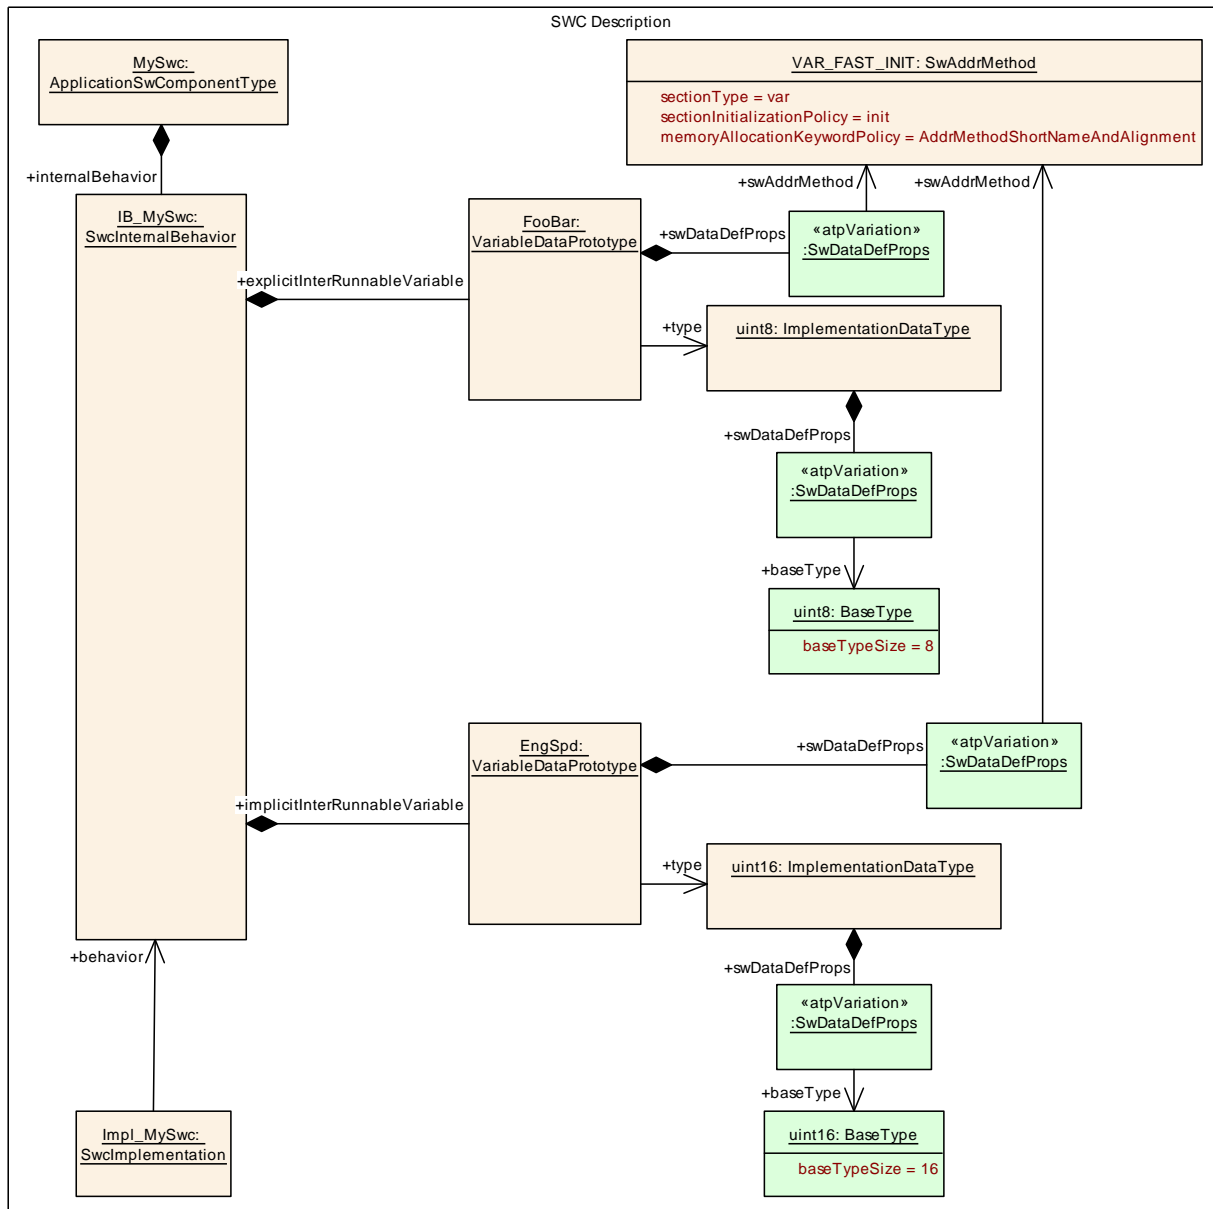 SWC Description
MySwc:
ApplicationSwComponentType
VAR_FAST_INIT: SwAddrMethod
sectionType = var
sectionInitializationPolicy = init
memoryAllocationKeywordPolicy = AddrMethodShortNameAndAlignment
+internalBehavior
+swAddrMethod
+swAddrMethod
IB_MySwc:
SwcInternalBehavior
FooBar:
VariableDataPrototype
+swDataDefProps
«atpVariation»
:SwDataDefProps
+explicitInterRunnableVariable
+type
uint8: ImplementationDataType
+swDataDefProps
«atpVariation»
:SwDataDefProps
+baseType
uint8: BaseType
baseTypeSize = 8
EngSpd:
VariableDataPrototype
+swDataDefProps
«atpVariation»
:SwDataDefProps
+implicitInterRunnableVariable
+type
uint16: ImplementationDataType
+behavior
+swDataDefProps
«atpVariation»
:SwDataDefProps
+baseType
Impl_MySwc:
SwcImplementation
uint16: BaseType
baseTypeSize = 16